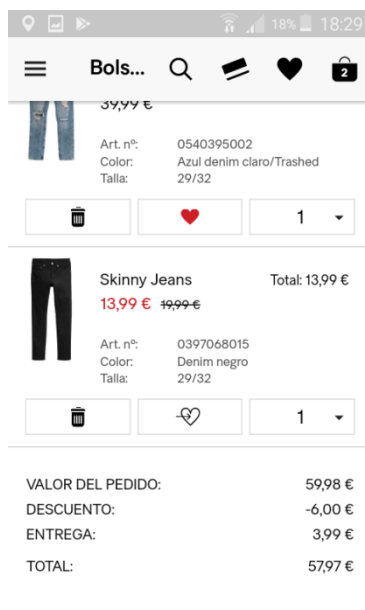 18% 18:29
Bols... 2
39,99 €
Art. nº: 0540395002
Color: Azul denim claro/Trashed
Talla: 29/32
1
Skinny Jeans Total: 13,99 €
13,99 € 19,99 €
Art. nº: 0397068015
Color: Denim negro
Talla: 29/32
1
VALOR DEL PEDIDO: 59,98 €
DESCUENTO: -6,00 €
ENTREGA: 3,99 €
TOTAL: 57,97 €